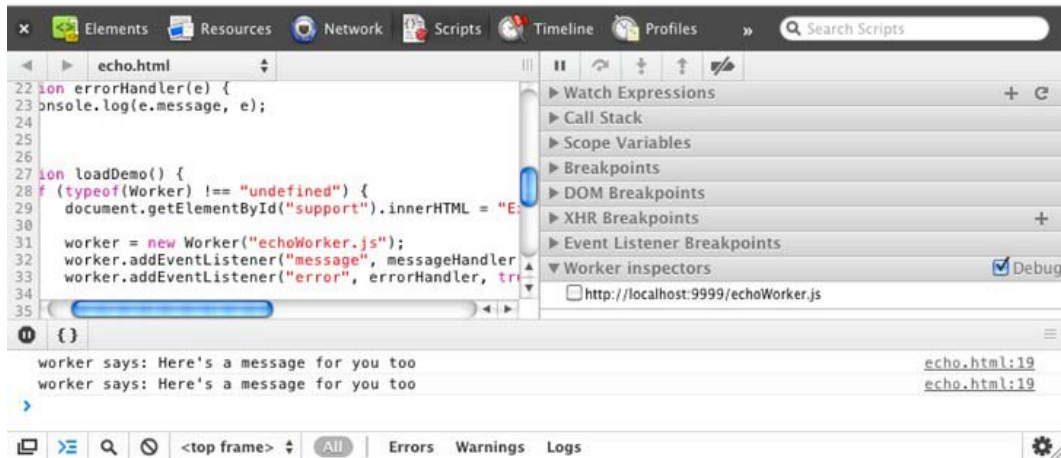 × Elements Resources Network Scripts Timeline Profiles » Search Scripts
echo.html
22 ion errorHandler(e) {
23 onsole.log(e.message, e);
24
25
26
27 ion loadDemo() {
28 f (typeof(Worker) !== "undefined") {
29 document.getElementById("support").innerHTML = "E
30
31 worker = new Worker("echoWorker.js");
32 worker.addEventListener("message", messageHandler
33 worker.addEventListener("error", errorHandler, tr
34
35
Watch Expressions
Call Stack
Scope Variables
Breakpoints
DOM Breakpoints
XHR Breakpoints
Event Listener Breakpoints
Worker inspectors Debug
http://localhost:9999/echoWorker.js
{}
worker says: Here's a message for you too echo.html:19
worker says: Here's a message for you too echo.html:19
>
<top frame> All Errors Warnings Logs